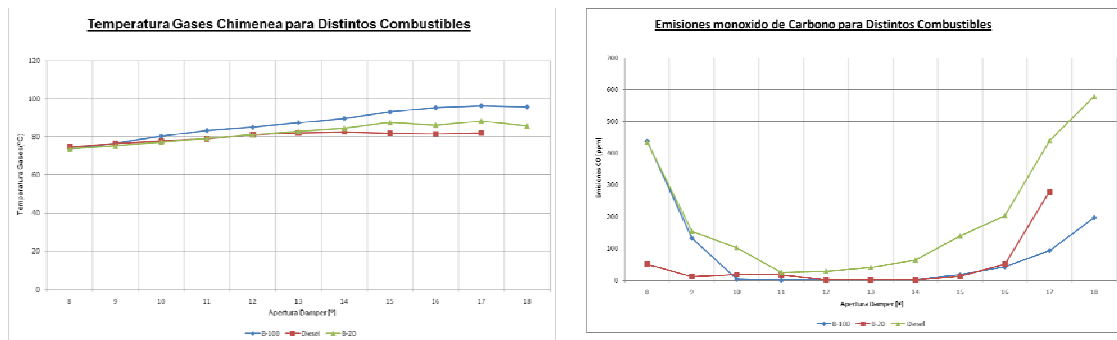 Temperatura Gases Chimenea para Distintos Combustibles
120
100
80
60
40
20
0
Temperatura Gases(ºC)
8 9 10 11 12 13 14 15 16 17 18
Apertura Damper [º]
B-100 Diesel B-20
Emisiones monoxido de Carbono para Distintos Combustibles
700
600
500
400
300
200
100
0
Emisiones CO [ppm]
8 9 10 11 12 13 14 15 16 17 18
Apertura Damper [º]
B-100 B-20 Diesel